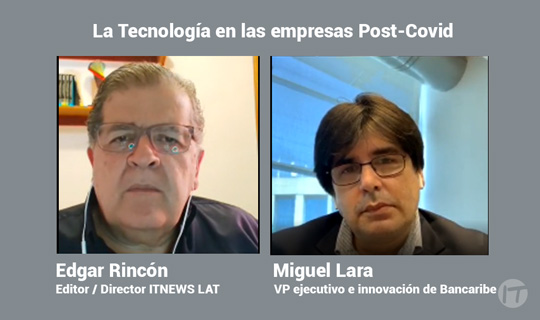 La Tecnología en las empresas Post-Covid
Edgar Rincón
Editor / Director ITNEWS LAT
Miguel Lara
VP ejecutivo e innovación de Bancaribe
IT